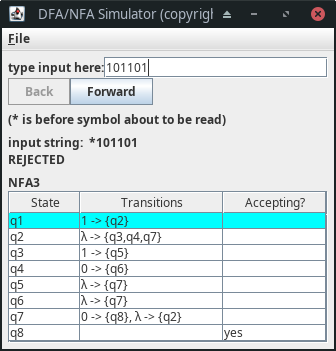 DFA/NFA Simulator (copyrigh
File
type input here:101101
Back Forward
(* is before symbol about to be read)
input string: *101101
REJECTED
NFA3
State Transitions Accepting?
q1 1 -> {q2}
q2 λ -> {q3,q4,q7}
q3 1 -> {q5}
q4 0 -> {q6}
q5 λ -> {q7}
q6 λ -> {q7}
q7 0 -> {q8}, λ -> {q2}
q8 yes